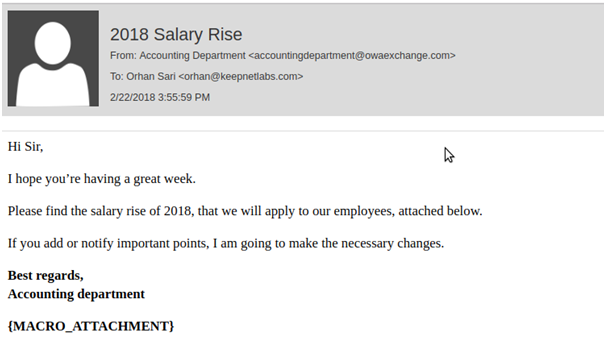 2018 Salary Rise
From: Accounting Department <accountingdepartment@owaexchange.com>
To: Orhan Sari <orhan@keepnetlabs.com>
2/22/2018 3:55:59 PM
Hi Sir,
I hope you’re having a great week.
Please find the salary rise of 2018, that we will apply to our employees, attached below.
If you add or notify important points, I am going to make the necessary changes.
Best regards,
Accounting department
{MACRO_ATTACHMENT}